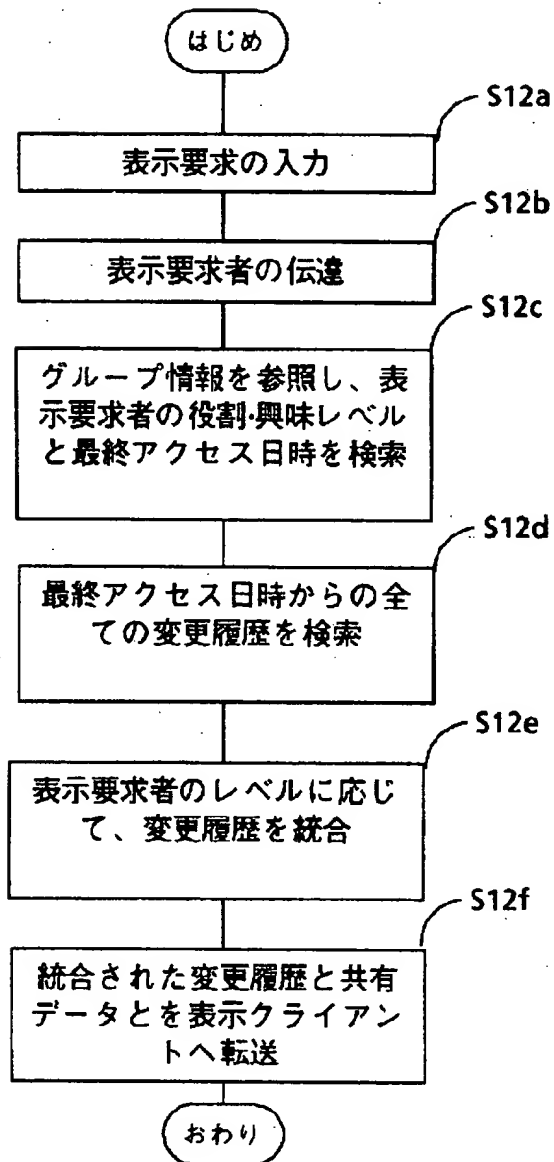 はじめ
S12a
表示要求の入力
S12b
表示要求者の伝達
S12c
グループ情報を参照し、表
示要求者の役割・興味レベル
と最終アクセス日時を検索
S12d
最終アクセス日時からの全
ての変更履歴を検索
S12e
表示要求者のレベルに応じ
て、変更履歴を統合
S12f
統合された変更履歴と共有
データとを表示クライアン
トへ転送
おわり